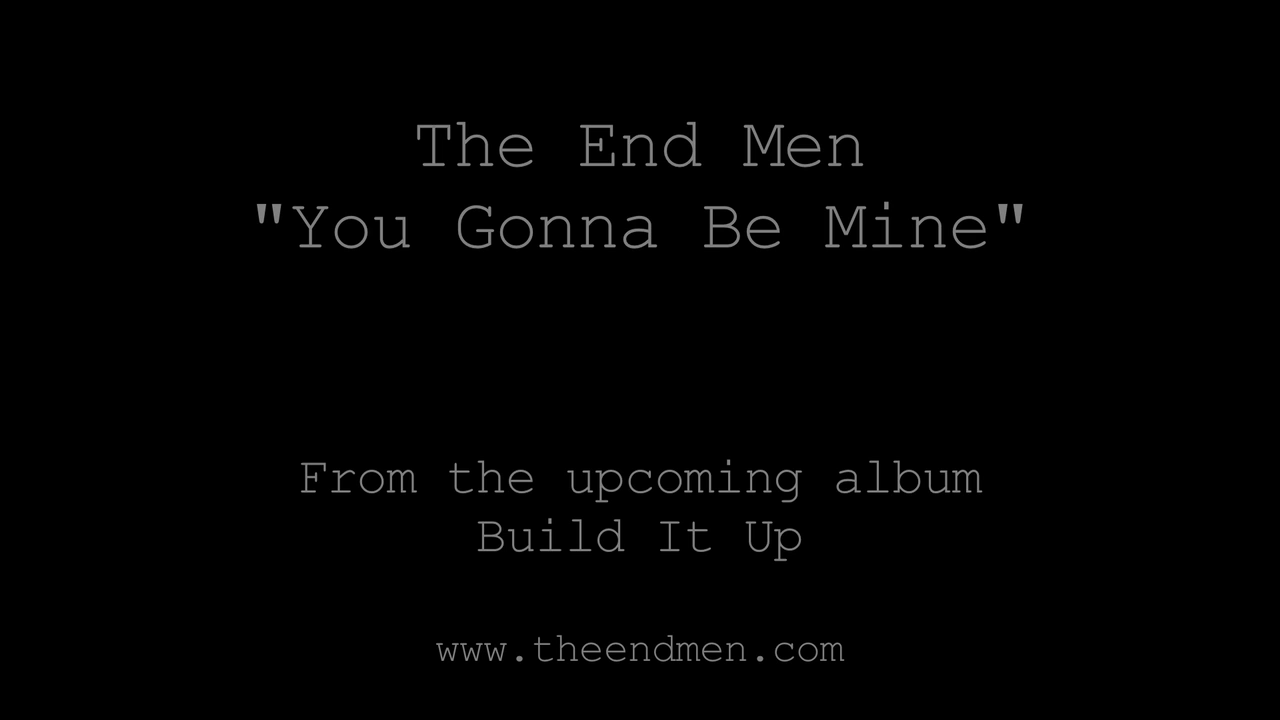 The End Men
"You Gonna Be Mine"
From the upcoming album
Build It Up
www.theendmen.com